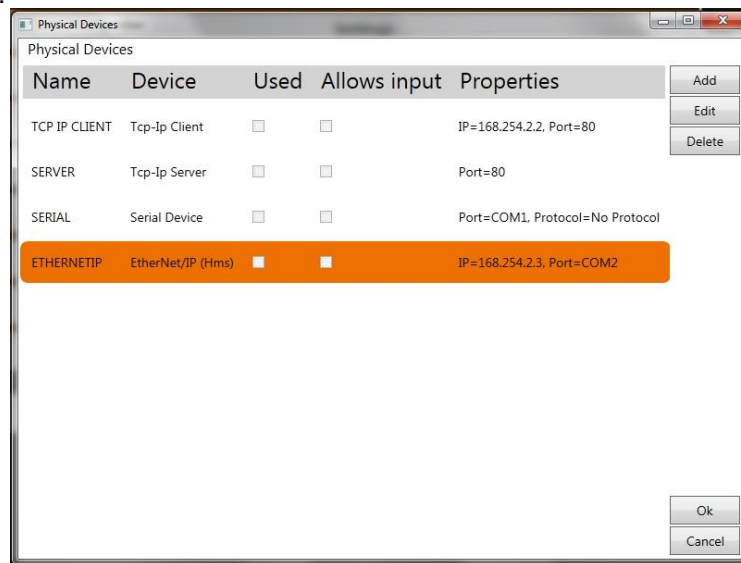 Physical Devices
Physical Devices
Name Device Used Allows input Properties
Add
Edit
Delete
TCP IP CLIENT Tcp-Ip Client IP=168.254.2.2, Port=80
SERVER Tcp-Ip Server Port=80
SERIAL Serial Device Port=COM1, Protocol=No Protocol
ETHERNETIP EtherNet/IP (Hms) IP=168.254.2.3, Port=COM2
Ok
Cancel